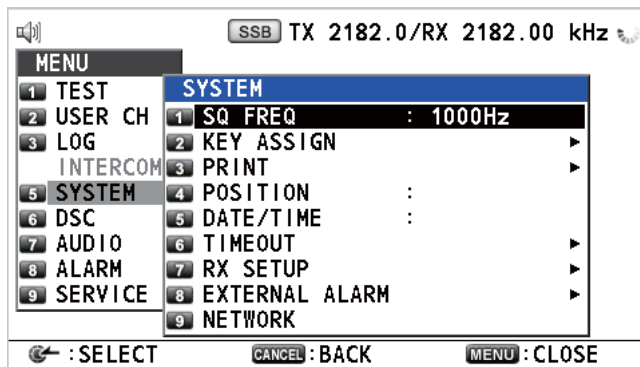 SSB TX 2182.0/RX 2182.00 kHz
MENU
1 TEST
2 USER CH
3 LOG
INTERCOM
5 SYSTEM
6 DSC
7 AUDIO
8 ALARM
9 SERVICE
SYSTEM
1 SQ FREQ : 1000Hz
2 KEY ASSIGN
3 PRINT
4 POSITION :
5 DATE/TIME :
6 TIMEOUT
7 RX SETUP
8 EXTERNAL ALARM
9 NETWORK
:SELECT CANCEL:BACK MENU:CLOSE